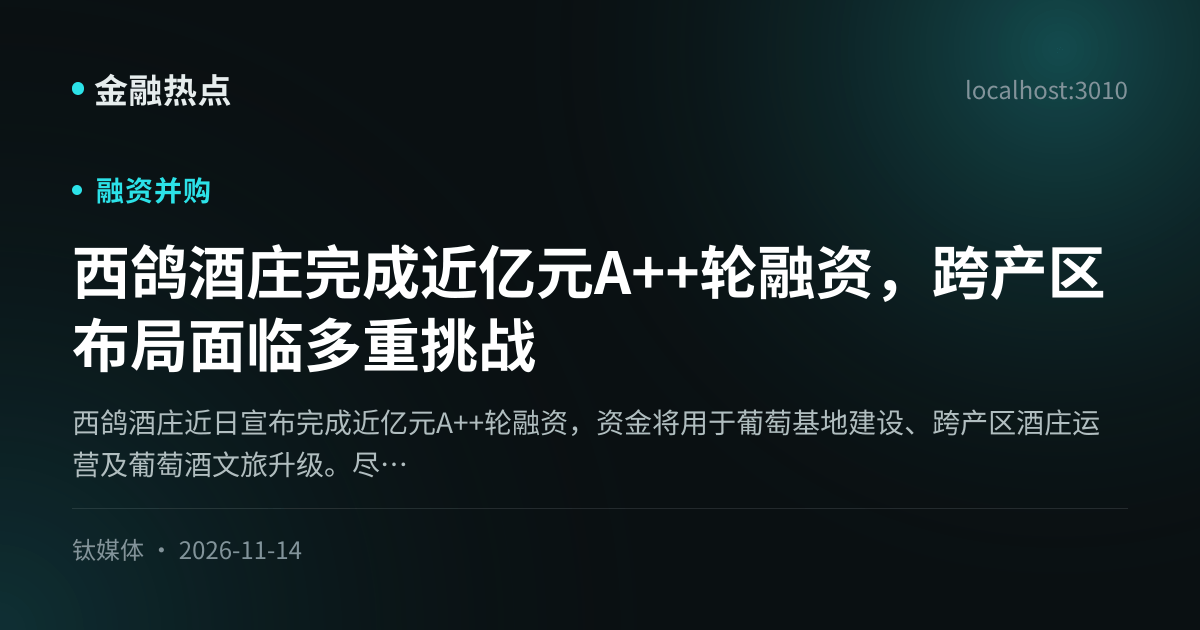 金融热点
localhost:3010
融资并购
西鸽酒庄完成近亿元A++轮融资，跨产区
布局面临多重挑战
西鸽酒庄近日宣布完成近亿元A++轮融资，资金将用于葡萄基地建设、跨产区酒庄运
营及葡萄酒文旅升级。尽…
钛媒体 • 2026-11-14